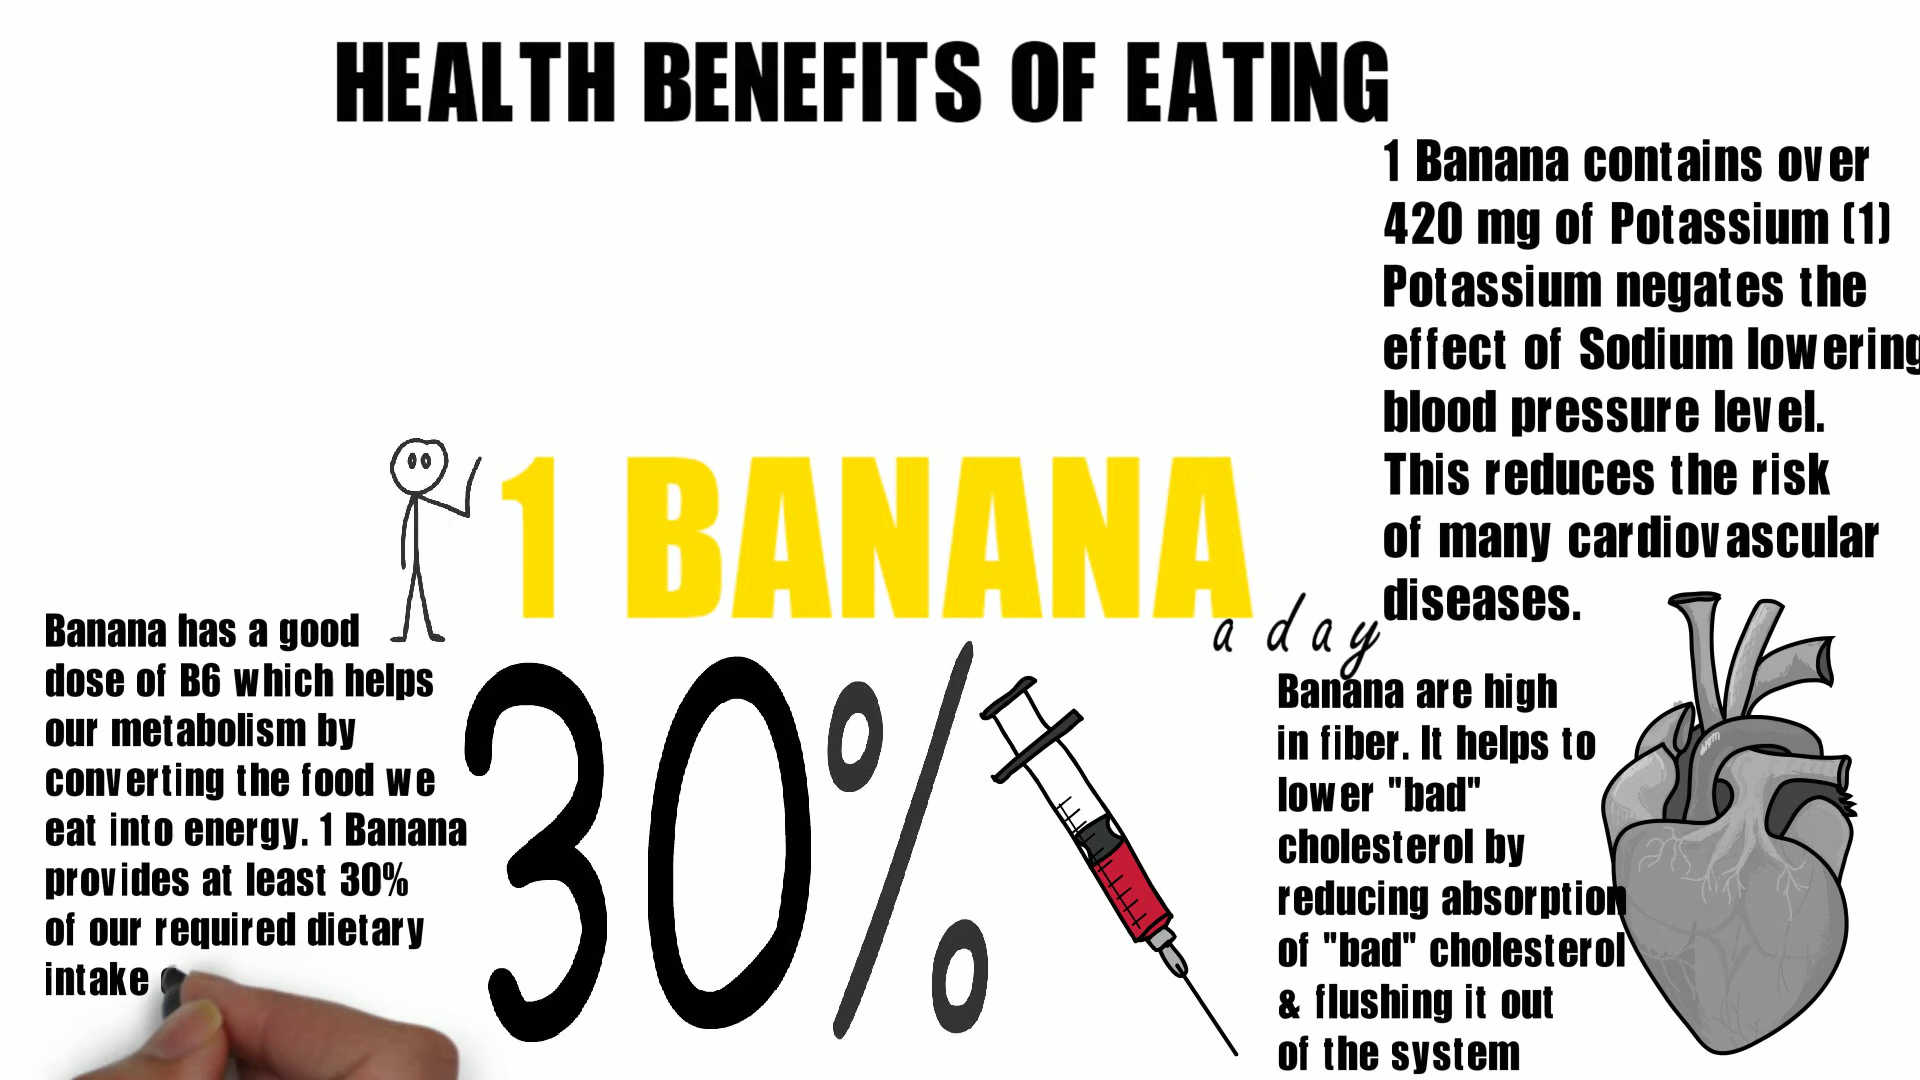 HEALTH BENEFITS OF EATING
1 BANANA
a day
1 Banana contains over
420 mg of Potassium (1)
Potassium negates the
effect of Sodium lowering
blood pressure level.
This reduces the risk
of many cardiovascular
diseases.
Banana has a good
dose of B6 which helps
our metabolism by
converting the food we
eat into energy. 1 Banana
provides at least 30%
of our required dietary
intake
30%
Banana are high
in fiber. It helps to
lower "bad"
cholesterol by
reducing absorption
of "bad" cholesterol
& flushing it out
of the system